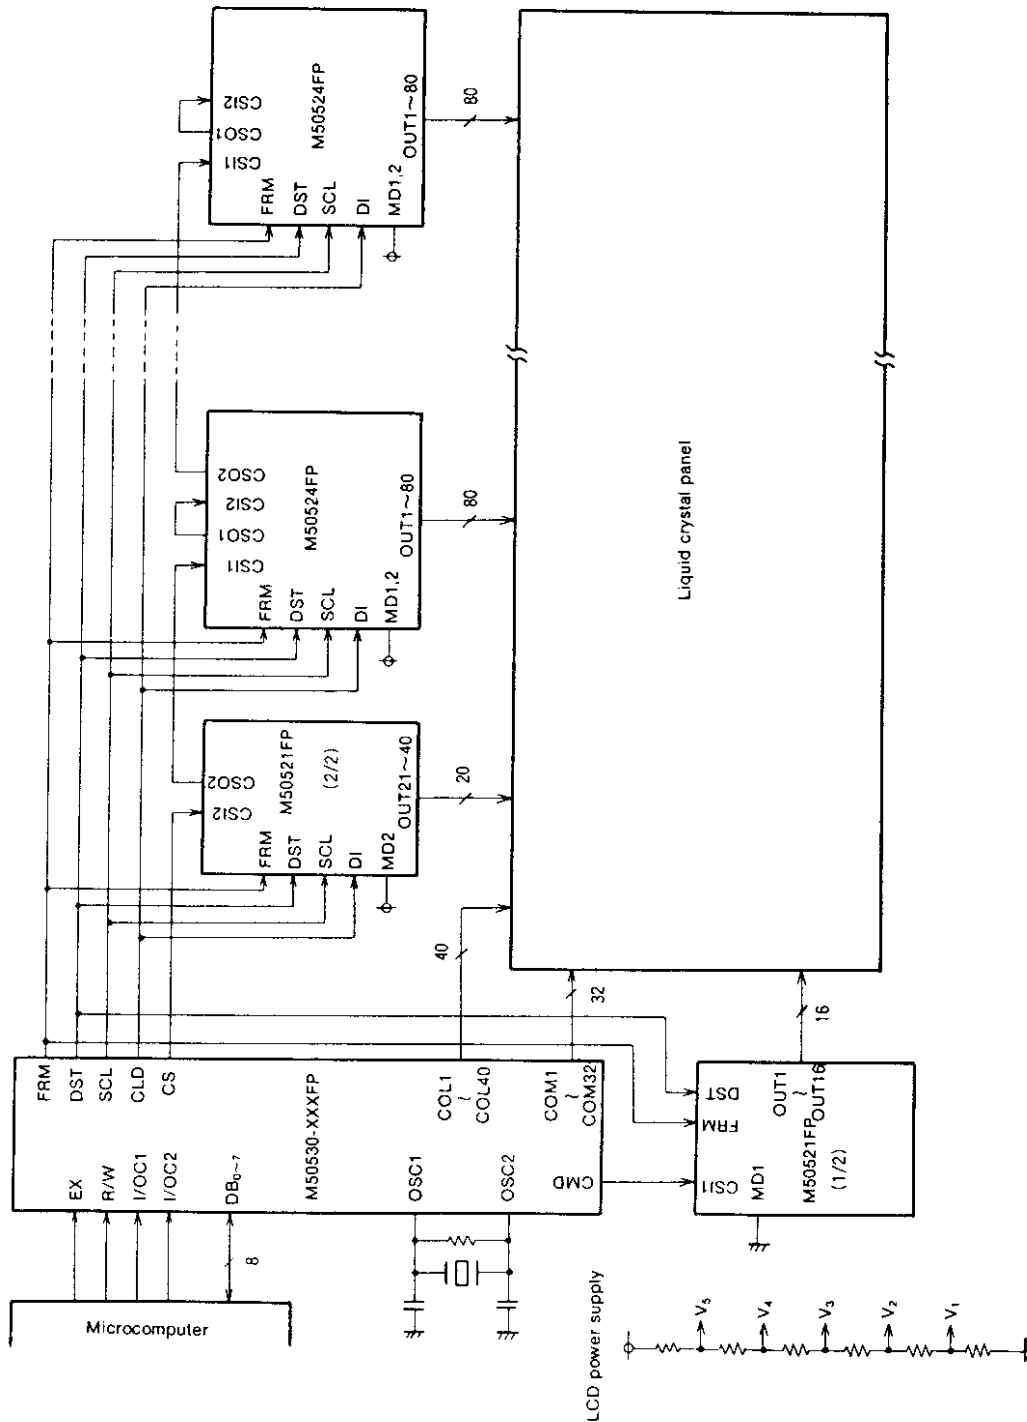 Microcomputer
EX
R/W
I/OC1
I/OC2
DB0~7
8
M50530-XXXFP
OSC1
OSC2
FRM
DST
SCL
CLD
CS
COL1
~
COL40
COM1
~
COM32
CMD
40
32
CSI2
CSO2
M50521FP
(2/2)
FRM
DST
SCL
DI
MD2
OUT21~40
20
CSI1
CSO1
CSI2
CSO2
M50524FP
FRM
DST
SCL
DI
MD1,2
OUT1~80
80
CSI1
CSO1
CSI2
M50524FP
FRM
DST
SCL
DI
MD1,2
OUT1~80
80
Liquid crystal panel
CSI1
FRM
DST
MD1
OUT1
~
OUT16
M50521FP
(1/2)
16
LCD power supply
V5
V4
V3
V2
V1